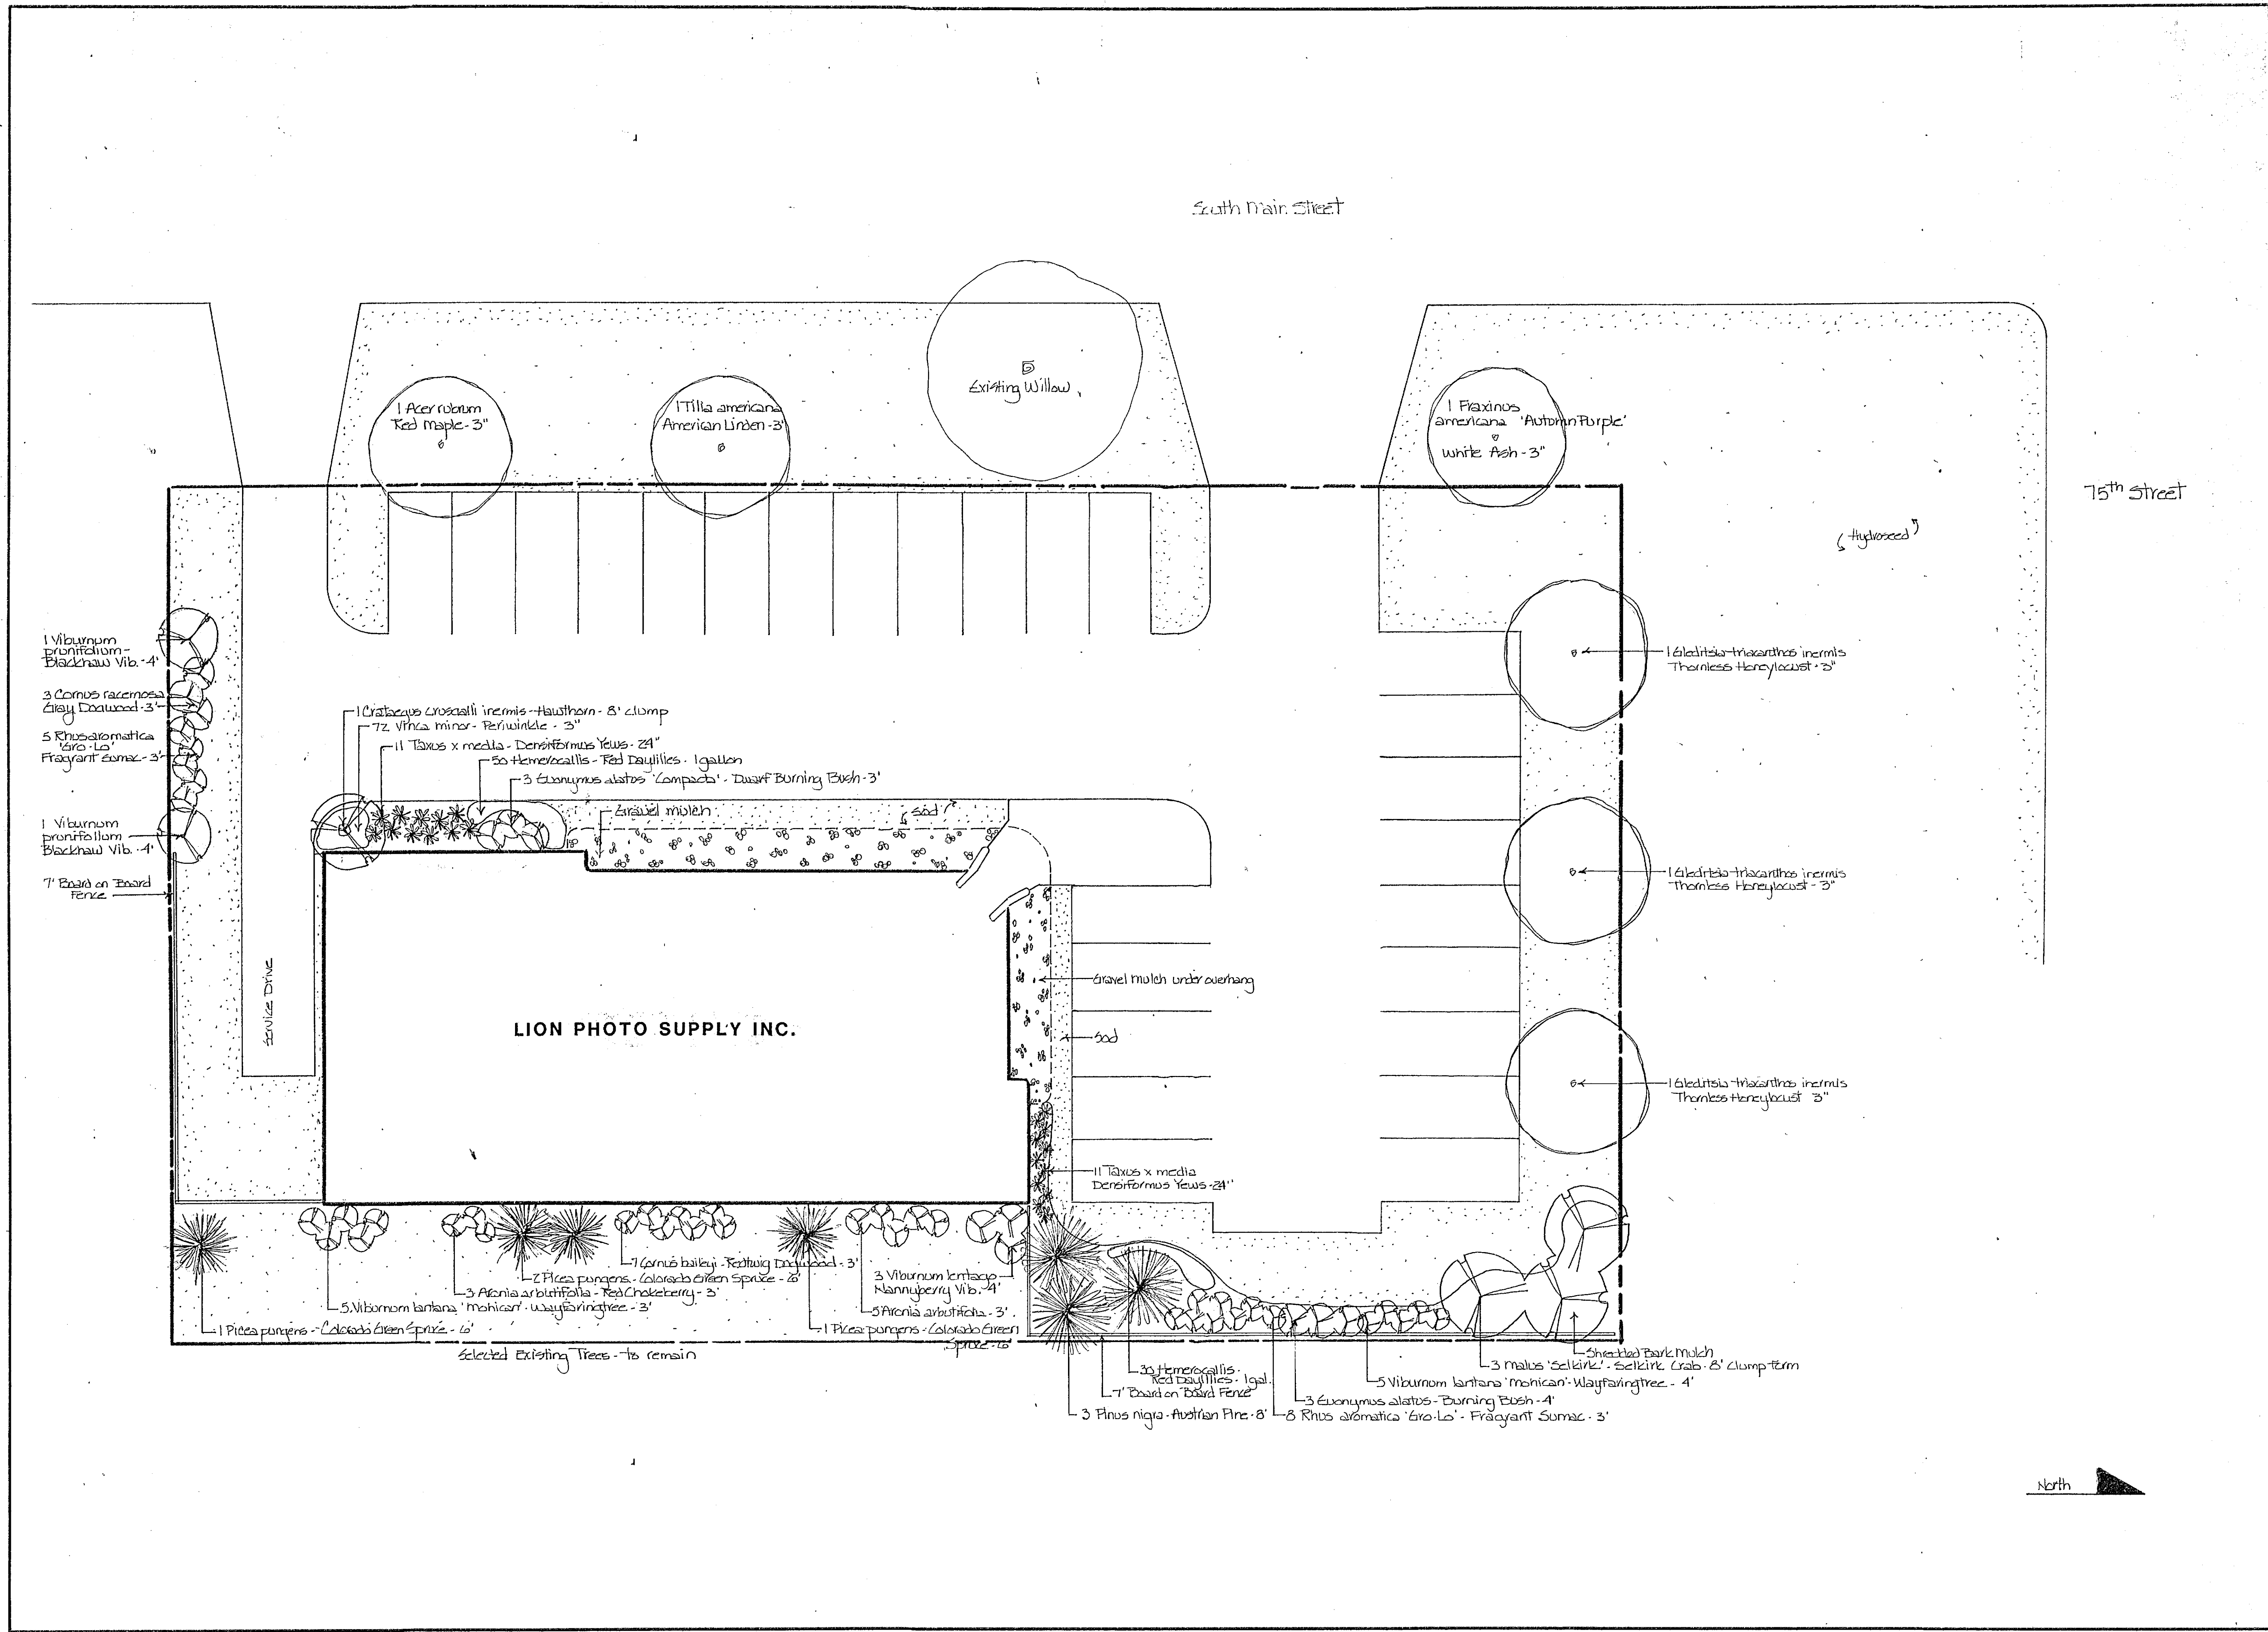 South Main Street
Existing Willow
1 Acer rubrum
Red Maple - 3"
1 Tilia americana
American Linden - 3"
1 Fraxinus
americana 'Autumn Purple'
White Ash - 3"
75th Street
Hydroseed
1 Viburnum
prunifolium -
Blackhaw Vib. - 4'
3 Cornus racemosa
Gray Dogwood - 3'
5 Rhus aromatica
'Gro-Lo'
Fragrant Sumac - 3'
1 Viburnum
prunifolium
Blackhaw Vib. - 4'
7' Board on Board
Fence
1 Crataegus crusgalli inermis - Hawthorn - 8' clump
72 Vinca minor - Periwinkle - 3"
11 Taxus x media - Densiformus Yews - 24"
50 Hemerocallis - Red Daylilies - 1 gallon
3 Euonymus alatus 'Compacta' - Dwarf Burning Bush - 3'
Gravel mulch
Sod
1 Gleditsia triacanthos inermis
Thornless Honeylocust - 3"
1 Gleditsia triacanthos inermis
Thornless Honeylocust - 3"
1 Gleditsia triacanthos inermis
Thornless Honeylocust 3"
Service Drive
LION PHOTO SUPPLY INC.
Gravel mulch under overhang
Sod
11 Taxus x media
Densiformus Yews - 24"
7 Cornus baileyi - Redtwig Dogwood - 3'
2 Picea pungens - Colorado Green Spruce - 6'
3 Aronia arbutifolia - Red Chokeberry - 3'
5 Viburnum lantana 'mohican' - Wayfaringtree - 3'
1 Picea pungens - Colorado Green Spruce - 6'
3 Viburnum lentago
Nannyberry Vib. 4'
5 Aronia arbutifolia - 3'
1 Picea pungens - Colorado Green
Spruce - 6'
Selected Existing Trees - to remain
30 Hemerocallis -
Red Daylilies - 1 gal.
7' Board on Board Fence
3 Pinus nigra - Austrian Pine - 8'
Shredded Bark Mulch
3 malus 'Selkirk' - Selkirk Crab - 8' clump form
5 Viburnum lantana 'mohican' - Wayfaringtree - 4'
3 Euonymus alatus - Burning Bush - 4'
8 Rhus aromatica 'Gro-Lo' - Fragrant Sumac - 3'
North